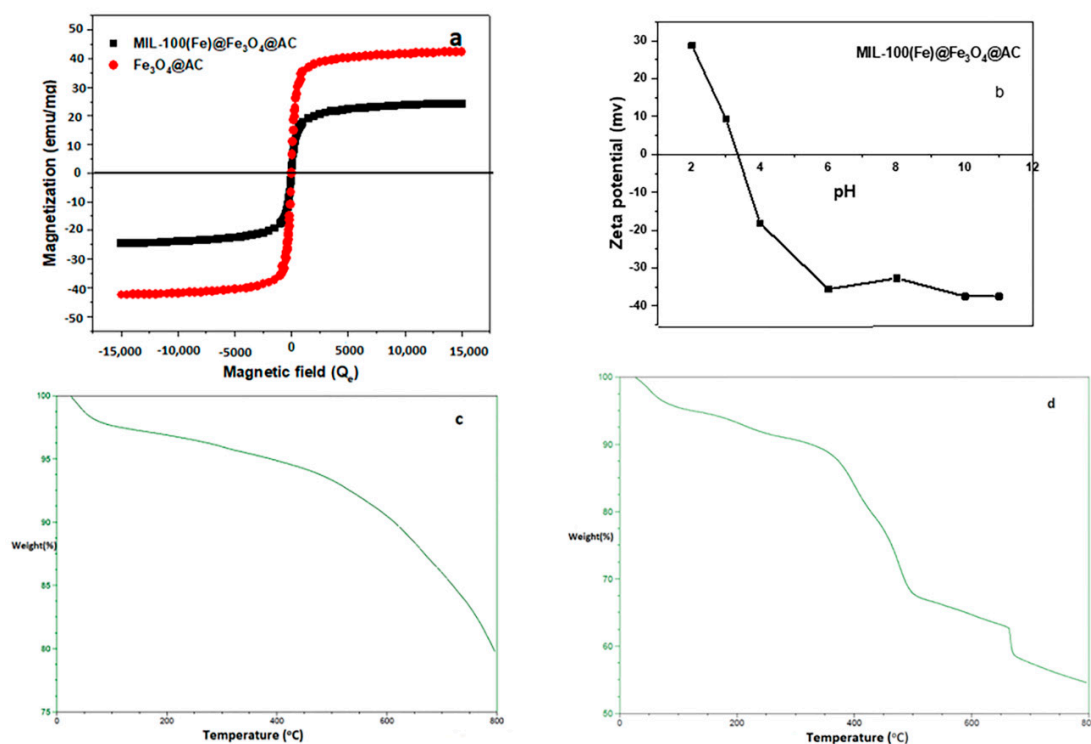 a
MIL-100(Fe)@Fe₃O₄@AC
Fe₃O₄@AC
50
40
30
20
10
0
-10
-20
-30
-40
-50
Magnetization (emu/mg)
-15,000 -10,000 -5000 0 5000 10,000 15,000
Magnetic field (Qₑ)
MIL-100(Fe)@Fe₃O₄@AC
b
30
20
10
0
-10
-20
-30
-40
Zeta potential (mv)
2 4 6 8 10 12
pH
c
100
95
90
85
80
75
Weight(%)
0 200 400 600 800
Temperature (°C)
d
100
90
80
70
60
50
Weight(%)
0 200 400 600 800
Temperature (°C)